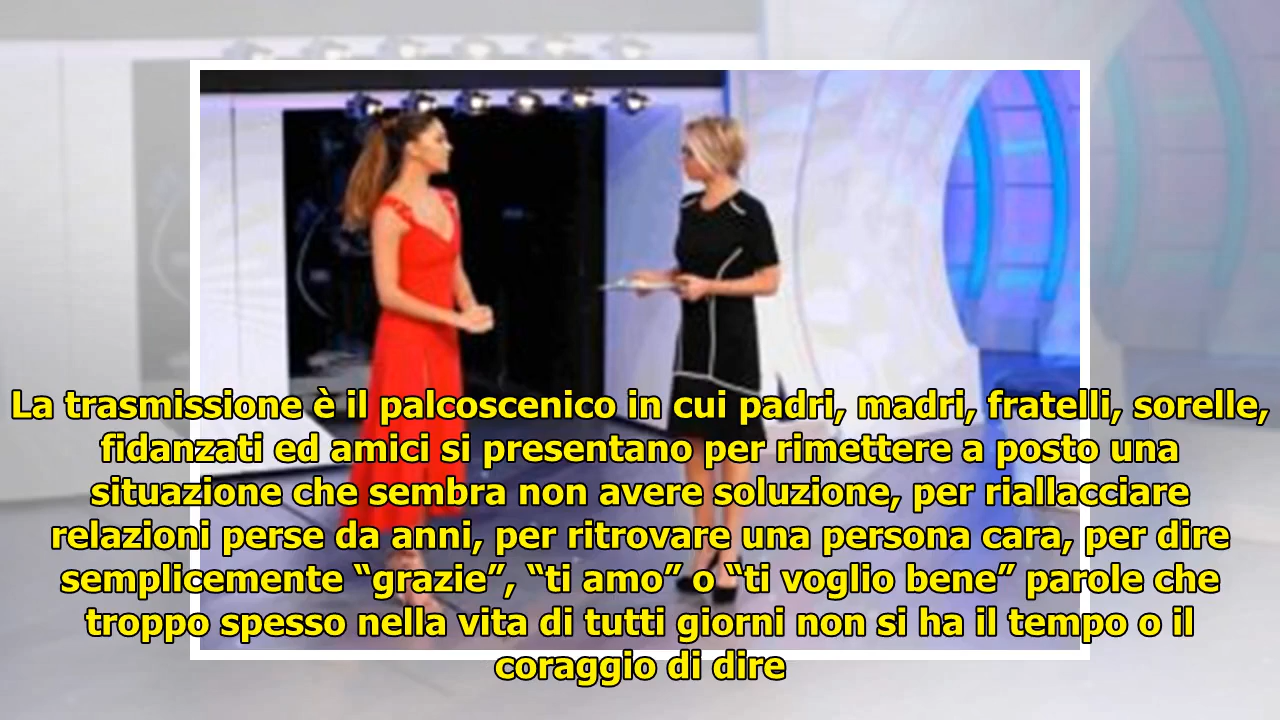 La trasmissione è il palcoscenico in cui padri, madri, fratelli, sorelle,
fidanzati ed amici si presentano per rimettere a posto una
situazione che sembra non avere soluzione, per riallacciare
relazioni perse da anni, per ritrovare una persona cara, per dire
semplicemente “grazie”, “ti amo” o “ti voglio bene” parole che
troppo spesso nella vita di tutti giorni non si ha il tempo o il
coraggio di dire